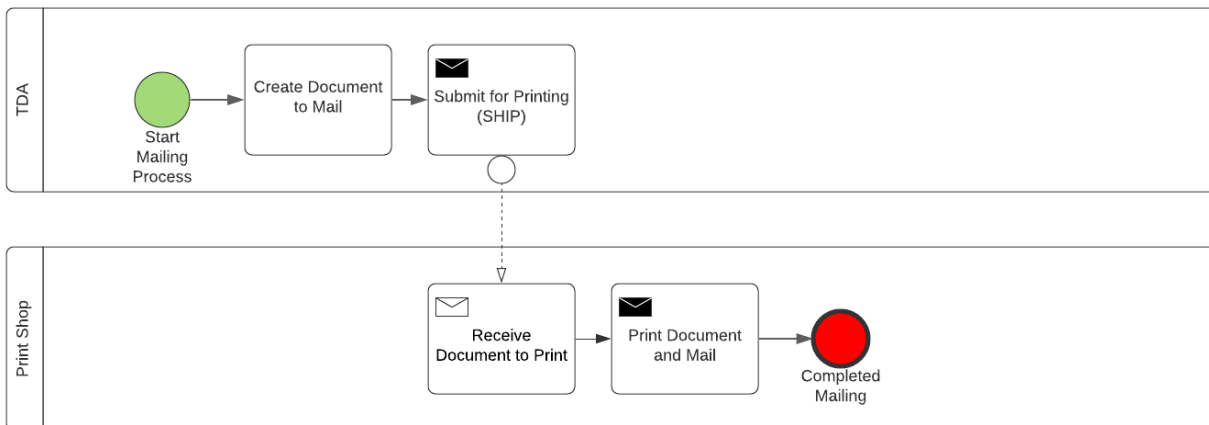 TDA
Create Document
to Mail
Submit for Printing
(SHIP)
Start
Mailing
Process
Print Shop
Receive
Document to Print
Print Document
and Mail
Completed
Mailing